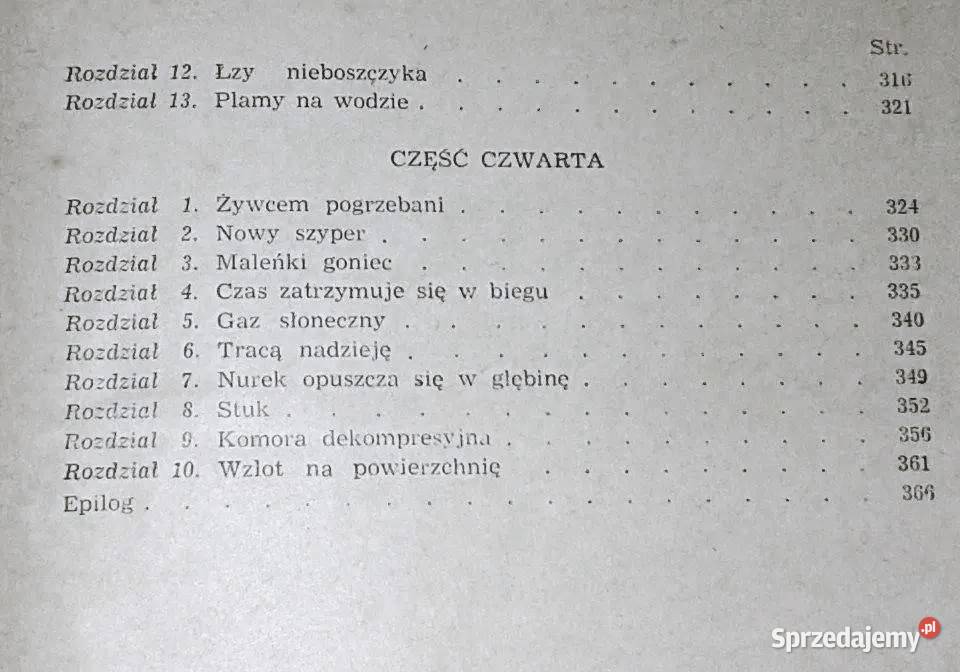 Str.
Rozdział 12. Łzy nieboszczyka . . . . . . . . . . . 316
Rozdział 13. Plamy na wodzie . . . . . . . . . . . . 321
CZĘŚĆ CZWARTA
Rozdział 1. Żywcem pogrzebani . . . . . . . . . . . 324
Rozdział 2. Nowy szyper . . . . . . . . . . . . . 330
Rozdział 3. Maleńki goniec . . . . . . . . . . . . 333
Rozdział 4. Czas zatrzymuje się w biegu . . . . . . . . 335
Rozdział 5. Gaz słoneczny . . . . . . . . . . . . 340
Rozdział 6. Tracą nadzieję . . . . . . . . . . . . 345
Rozdział 7. Nurek opuszcza się w głębinę . . . . . . . . 349
Rozdział 8. Stuk . . . . . . . . . . . . . . 352
Rozdział 9. Komora dekompresyjna . . . . . . . . . . 356
Rozdział 10. Wzlot na powierzchnię . . . . . . . . . 361
Epilog . . . . . . . . . . . . . . . . . . 366
Sprzedajemy.pl